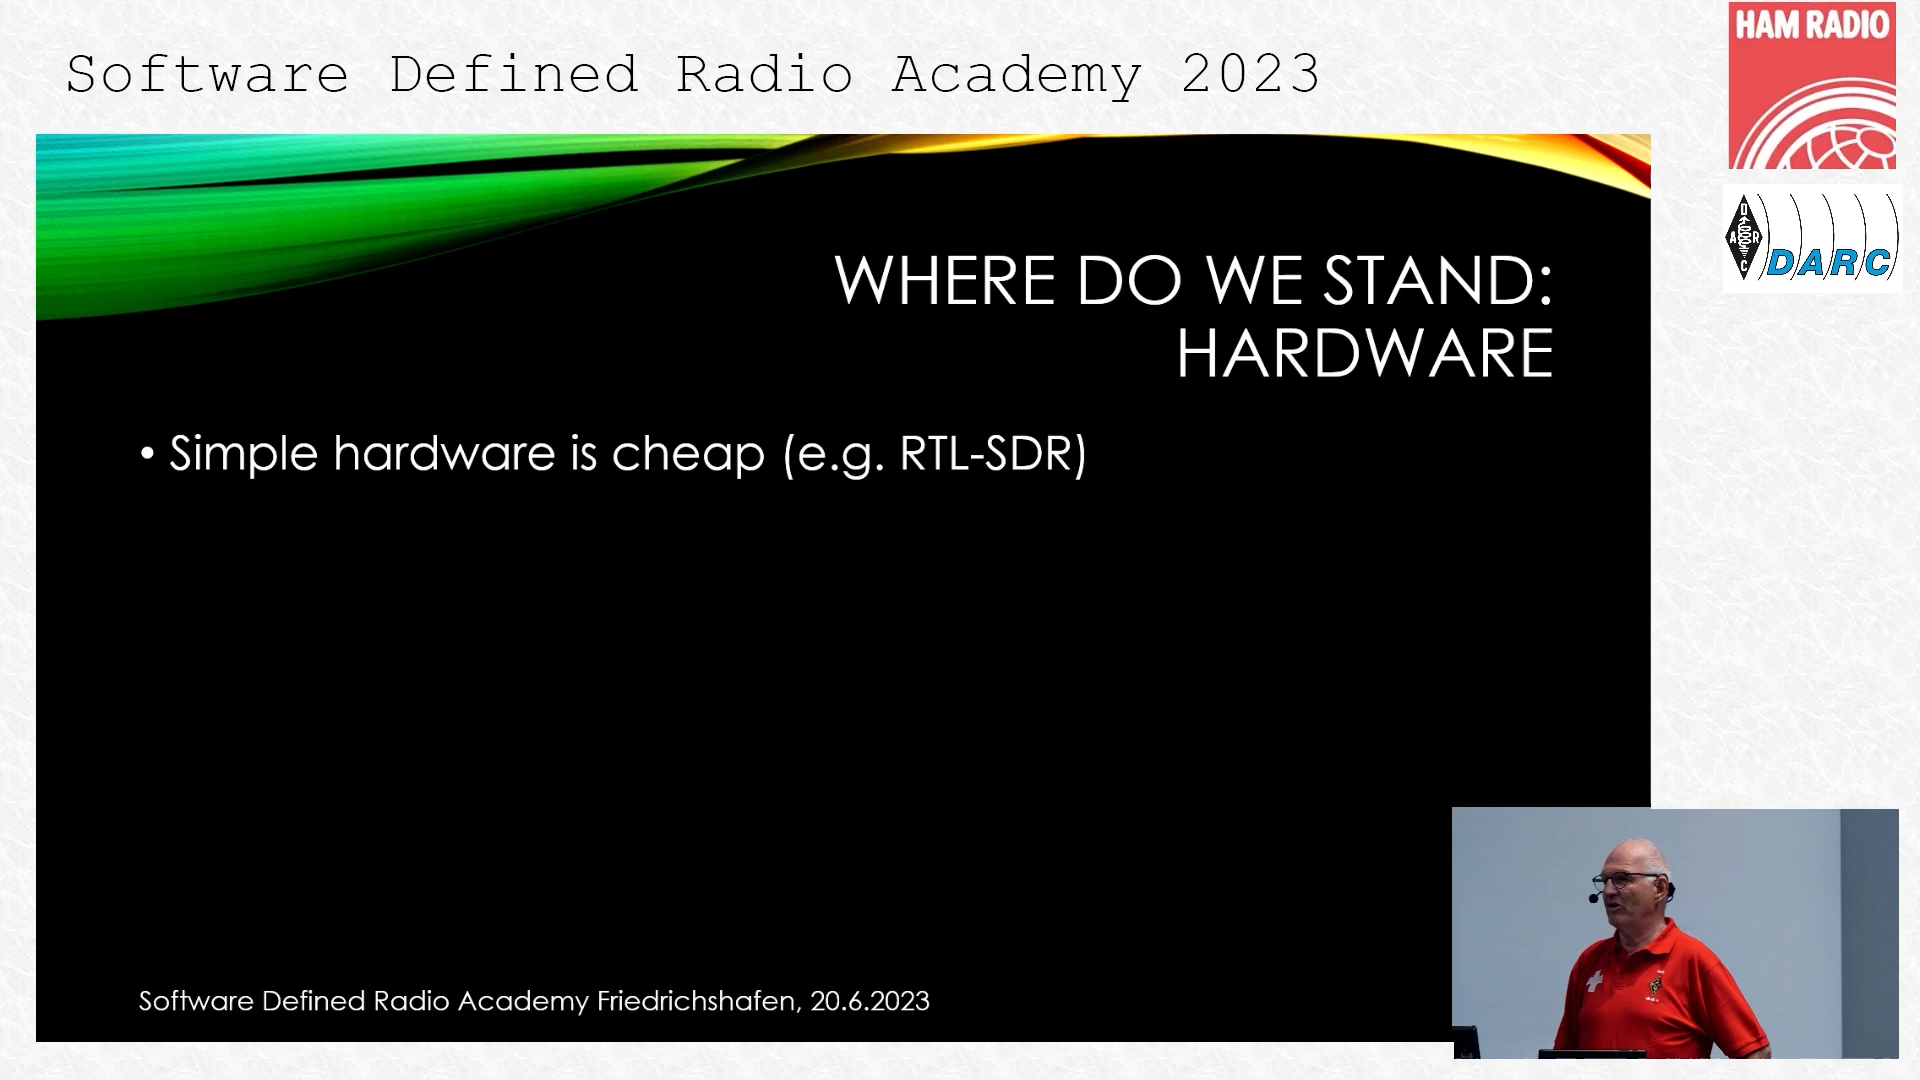 Software Defined Radio Academy 2023
HAM RADIO
D
A R
C
DARC
WHERE DO WE STAND:
HARDWARE
• Simple hardware is cheap (e.g. RTL-SDR)
Software Defined Radio Academy Friedrichshafen, 20.6.2023